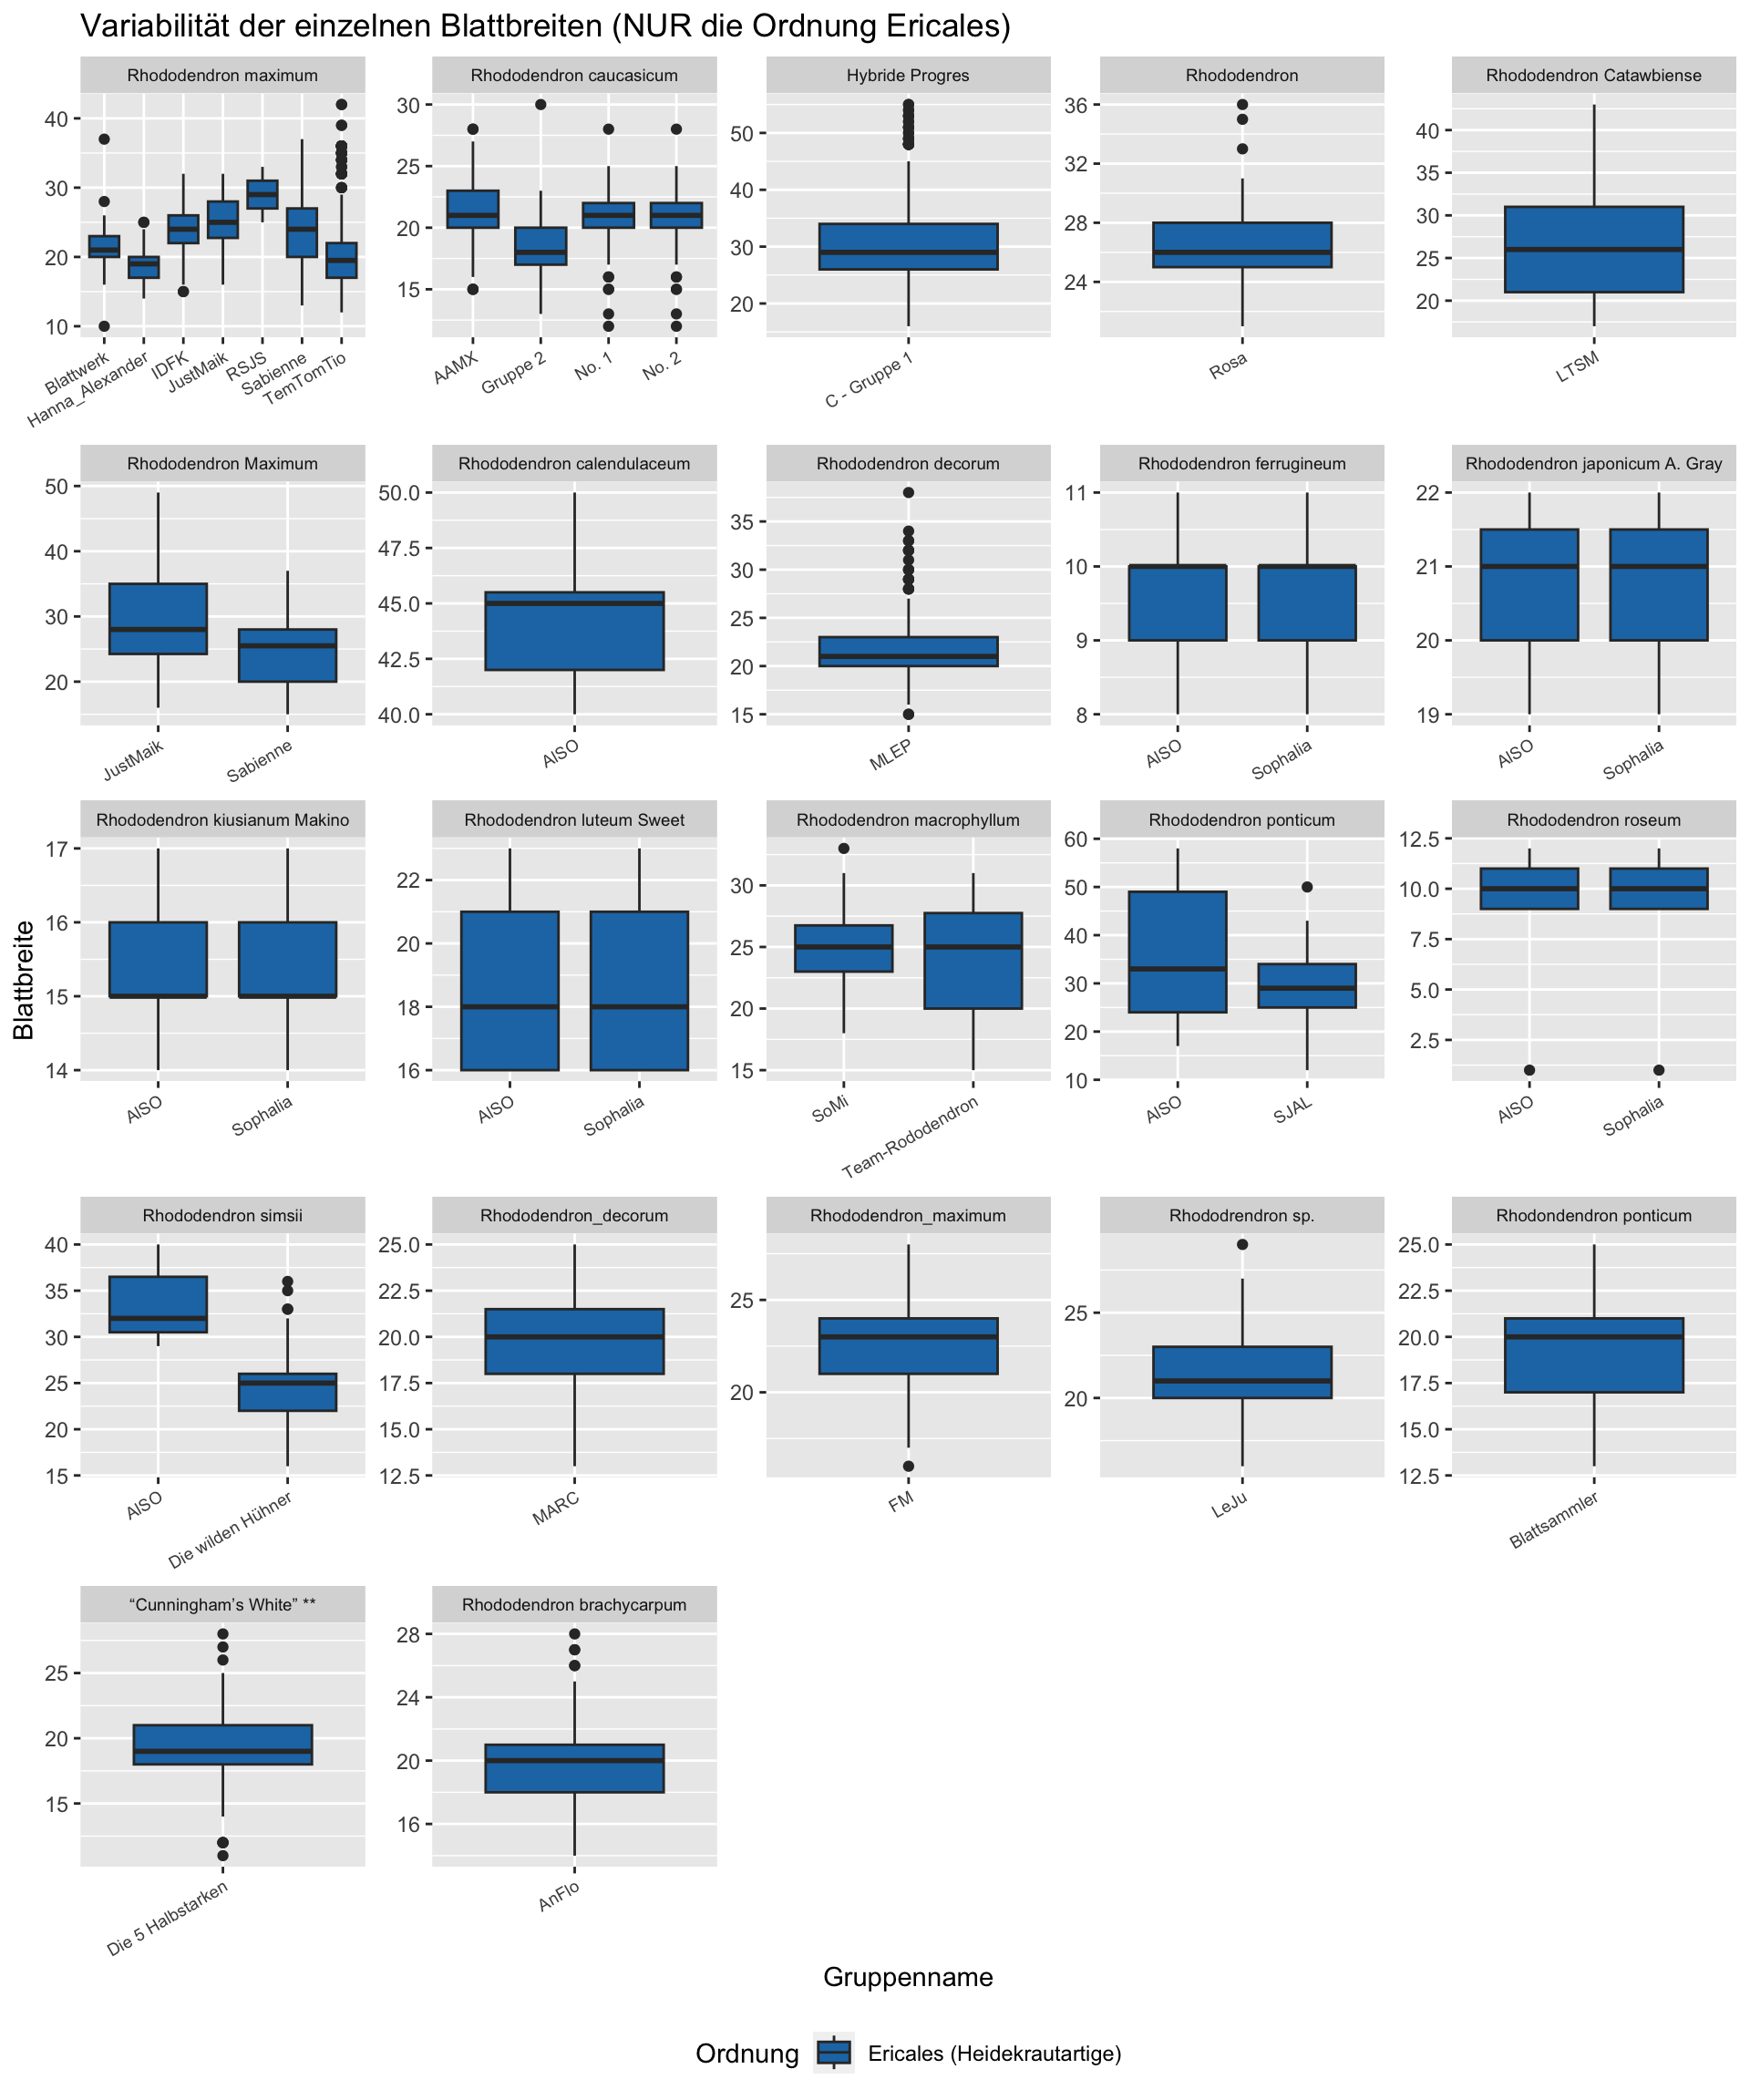 Variabilität der einzelnen Blattbreiten (NUR die Ordnung Ericales)
Rhododendron maximum
Rhododendron caucasicum
Hybride Progres
Rhododendron
Rhododendron Catawbiense
40
30
20
10
30
25
20
15
50
40
30
20
36
32
28
24
40
35
30
25
20
Blattwerk
Hanna_Alexander
IDFK
JustMaik
RSJS
Sabienne
TemTomTio
AAMX
Gruppe 2
No. 1
No. 2
C - Gruppe 1
Rosa
LTSM
Rhododendron Maximum
Rhododendron calendulaceum
Rhododendron decorum
Rhododendron ferrugineum
Rhododendron japonicum A. Gray
50
40
30
20
50.0
47.5
45.0
42.5
40.0
35
30
25
20
15
11
10
9
8
22
21
20
19
JustMaik
Sabienne
AISO
MLEP
AISO
Sophalia
AISO
Sophalia
Rhododendron kiusianum Makino
Rhododendron luteum Sweet
Rhododendron macrophyllum
Rhododendron ponticum
Rhododendron roseum
17
16
15
14
22
20
18
16
30
25
20
15
60
50
40
30
20
10
12.5
10.0
7.5
5.0
2.5
AISO
Sophalia
AISO
Sophalia
SoMi
Team-Rododendron
AISO
SJAL
AISO
Sophalia
Blattbreite
Rhododendron simsii
Rhododendron_decorum
Rhododendron_maximum
Rhododrendron sp.
Rhodondendron ponticum
40
35
30
25
20
15
25.0
22.5
20.0
17.5
15.0
12.5
25
20
25
20
25.0
22.5
20.0
17.5
15.0
12.5
AISO
Die wilden Hühner
MARC
FM
LeJu
Blattsammler
“Cunningham’s White” **
Rhododendron brachycarpum
25
20
15
28
24
20
16
Die 5 Halbstarken
AnFlo
Gruppenname
Ordnung
Ericales (Heidekrautartige)